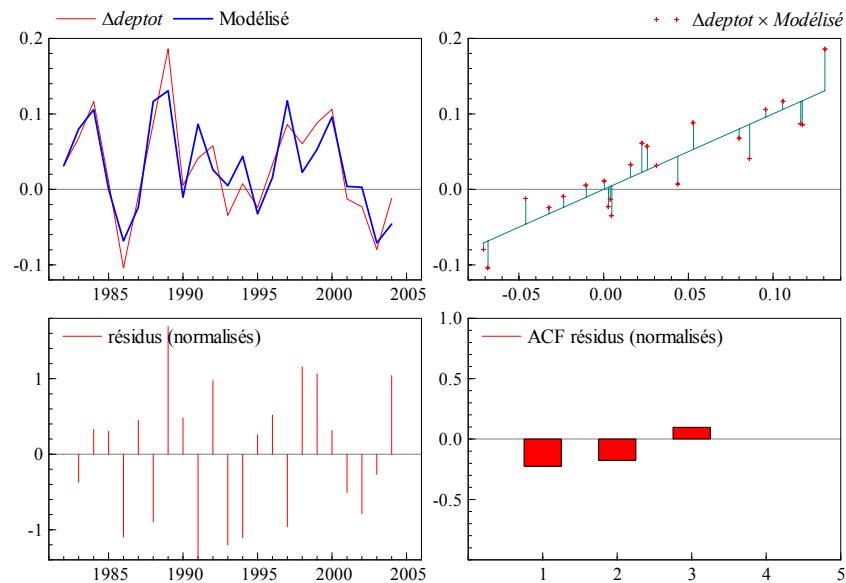 Δdeptot Modélisé
0.2
0.1
0.0
-0.1
1985 1990 1995 2000 2005
Δdeptot × Modélisé
0.2
0.1
0.0
-0.1
-0.05 0.00 0.05 0.10
résidus (normalisés)
1
0
-1
1985 1990 1995 2000 2005
ACF résidus (normalisés)
1.0
0.5
0.0
-0.5
1 2 3 4 5